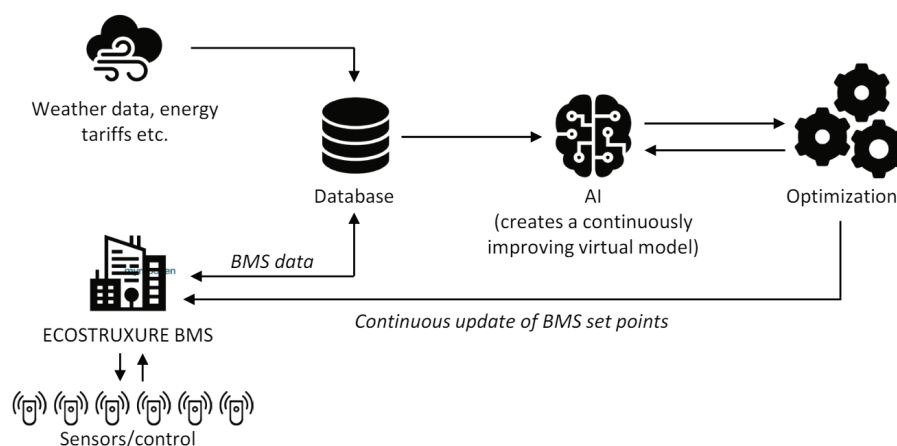 Weather data, energy
tariffs etc.
Database
AI
(creates a continuously
improving virtual model)
Optimization
BMS data
Continuous update of BMS set points
ECOSTRUXURE BMS
Sensors/control